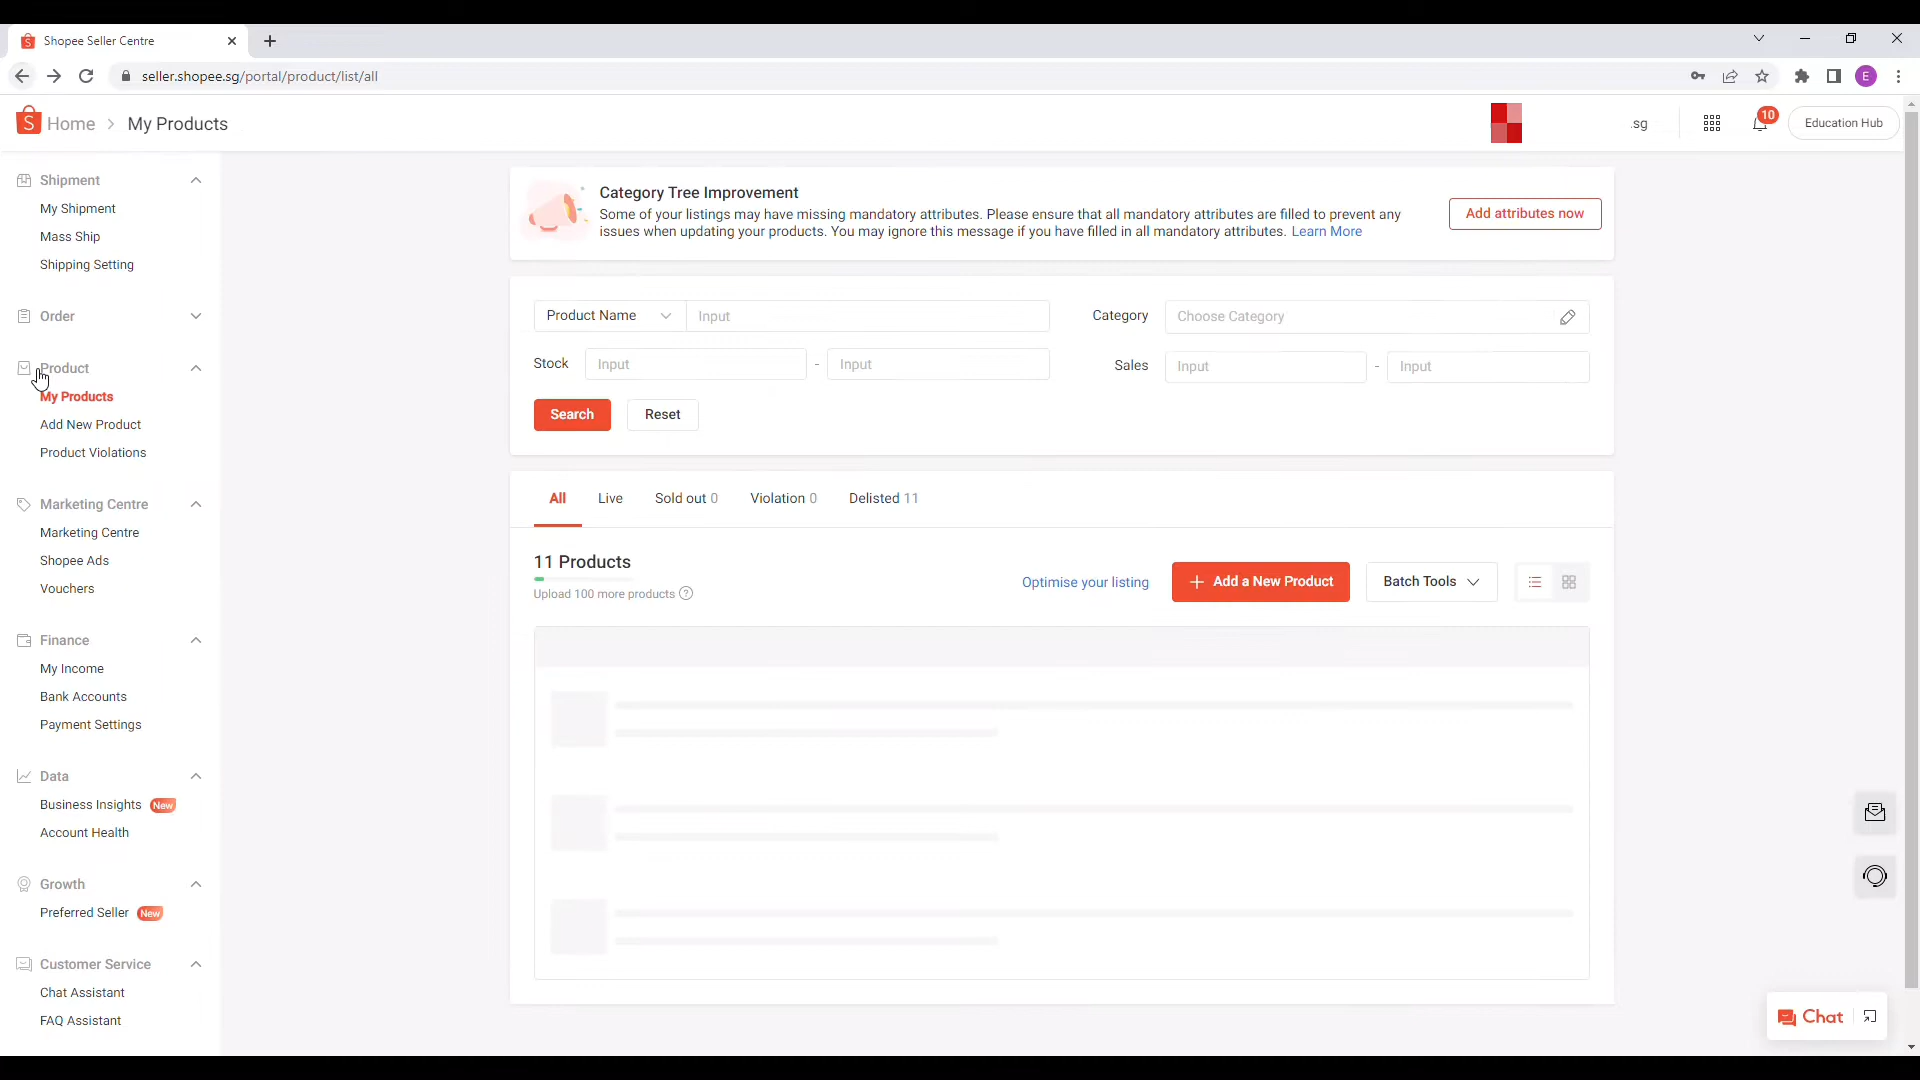 Shopee Seller Centre
seller.shopee.sg/portal/product/list/all
E
Home > My Products
.sg
10
Education Hub
Shipment
My Shipment
Mass Ship
Shipping Setting
Order
Product
My Products
Add New Product
Product Violations
Marketing Centre
Marketing Centre
Shopee Ads
Vouchers
Finance
My Income
Bank Accounts
Payment Settings
Data
Business Insights New
Account Health
Growth
Preferred Seller New
Customer Service
Chat Assistant
FAQ Assistant
Category Tree Improvement
Some of your listings may have missing mandatory attributes. Please ensure that all mandatory attributes are filled to prevent any
issues when updating your products. You may ignore this message if you have filled in all mandatory attributes. Learn More
Add attributes now
Product Name Input
Category Choose Category
Stock Input - Input
Sales Input - Input
Search Reset
All Live Sold out 0 Violation 0 Delisted 11
11 Products
Upload 100 more products ?
Optimise your listing
+ Add a New Product
Batch Tools
Chat